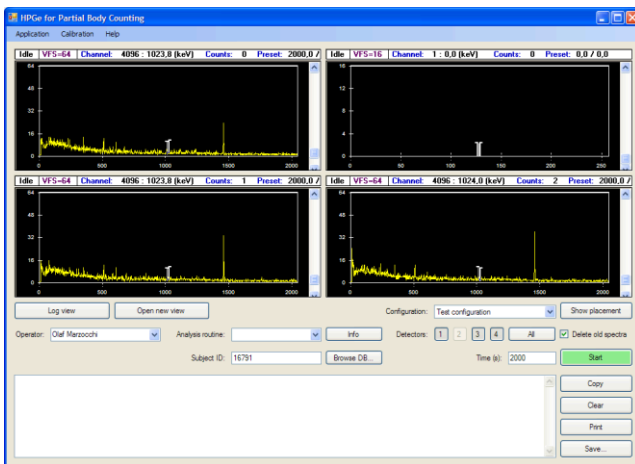 HPGe for Partial Body Counting
Application Calibration Help
Idle VFS=64 Channel: 4096 : 1023,8 (keV) Counts: 0 Preset: 2000,0 /
64
48
32
16
0
0 500 1000 1500 2000
Idle VFS=16 Channel: 1 : 0,0 (keV) Counts: 0 Preset: 0,0 / 0,0
16
12
8
4
0
0 50 100 150 200 250
Idle VFS=64 Channel: 4096 : 1023,8 (keV) Counts: 1 Preset: 2000,0 /
64
48
32
16
0
0 500 1000 1500 2000
Idle VFS=64 Channel: 4096 : 1024,0 (keV) Counts: 2 Preset: 2000,0 /
64
48
32
16
0
0 500 1000 1500 2000
Log view Open new view Configuration: Test configuration Show placement
Operator: Olaf Marzocchi Analysis routine: Info Detectors: 1 2 3 4 All Delete old spectra
Subject ID: 16791 Browse DB... Time (s): 2000 Start
Copy
Clear
Print
Save...